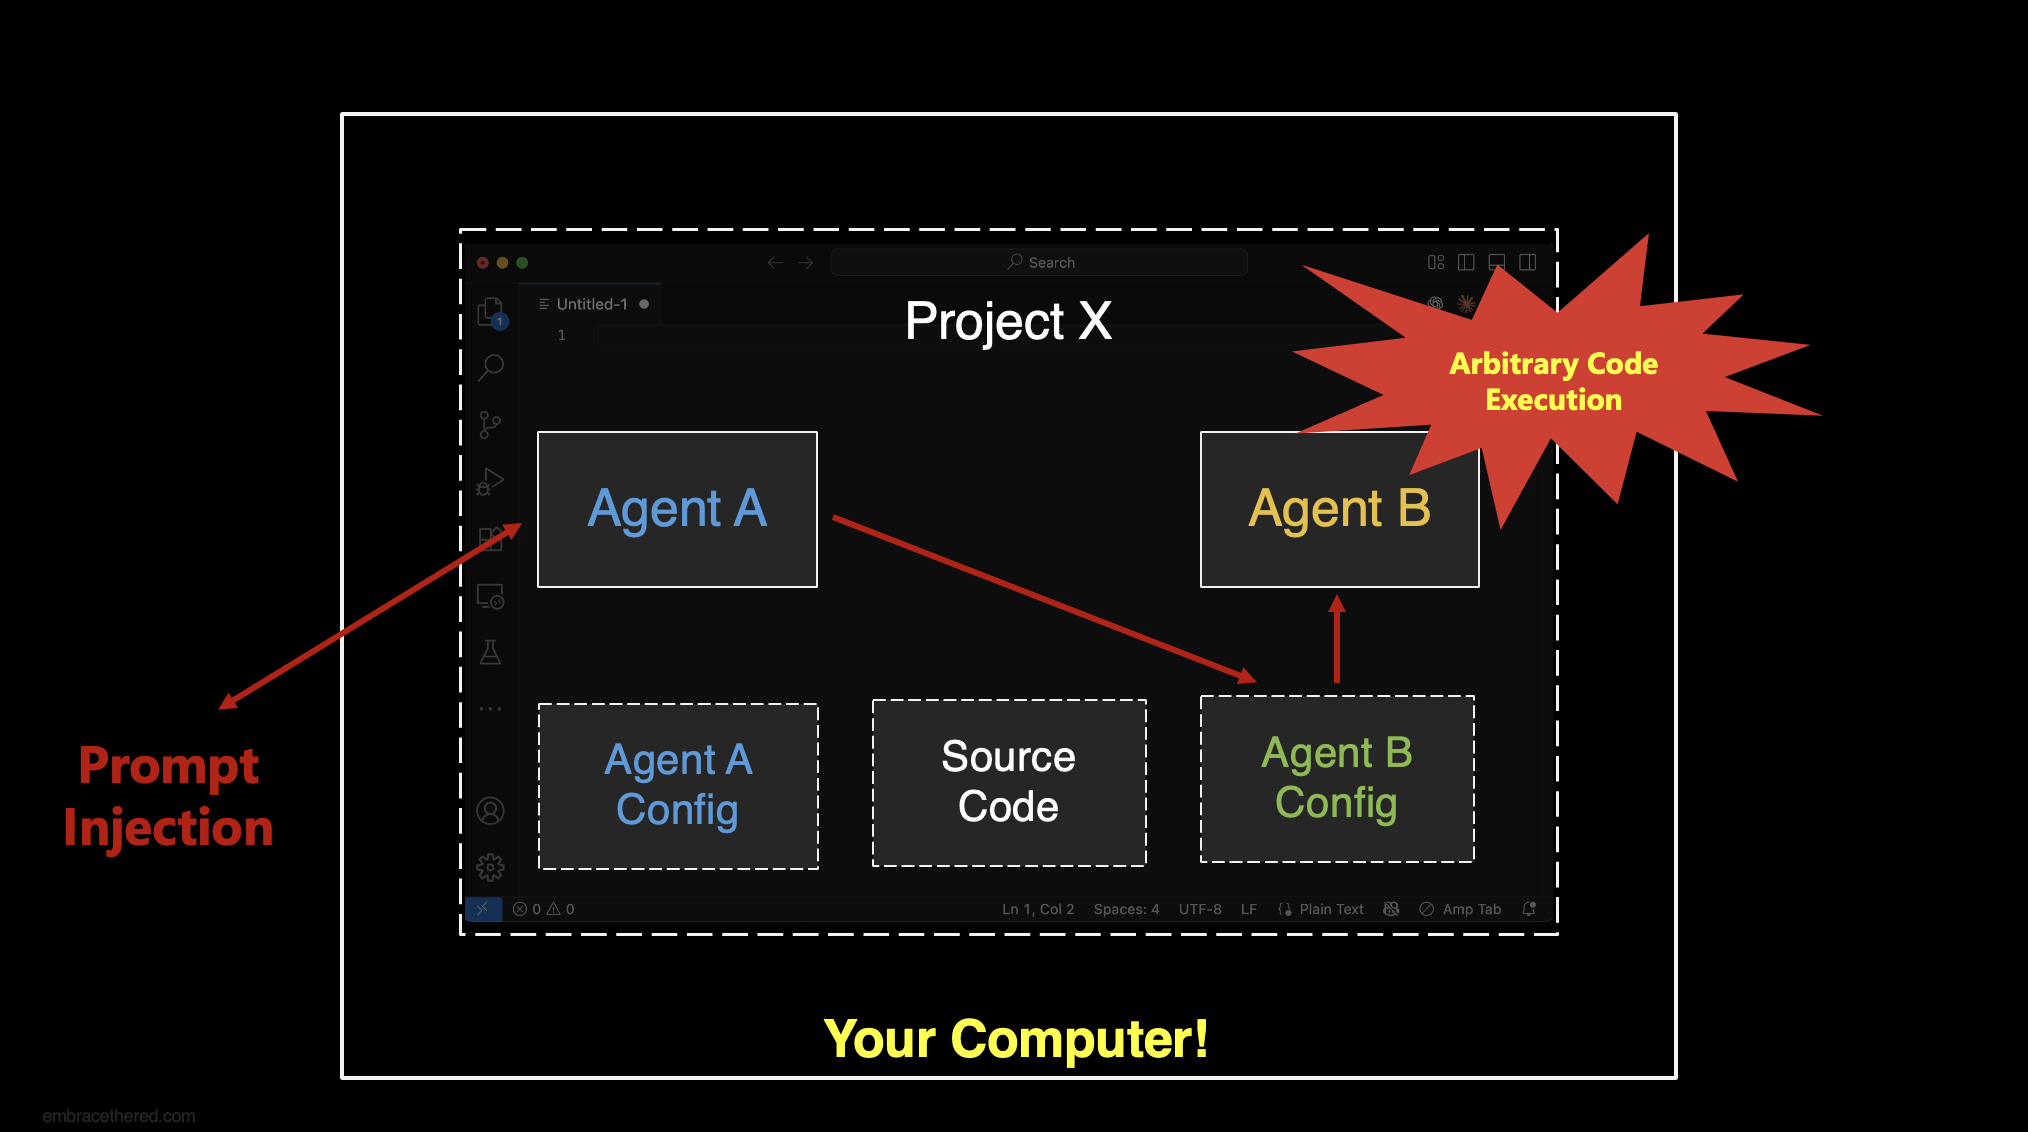 Search
Untitled-1
1
1
Project X
Arbitrary Code
Execution
Agent A
Agent B
Prompt
Injection
Agent A
Config
Source
Code
Agent B
Config
0 0
Ln 1, Col 2 Spaces: 4 UTF-8 LF Plain Text Amp Tab
Your Computer!
embracethered.com